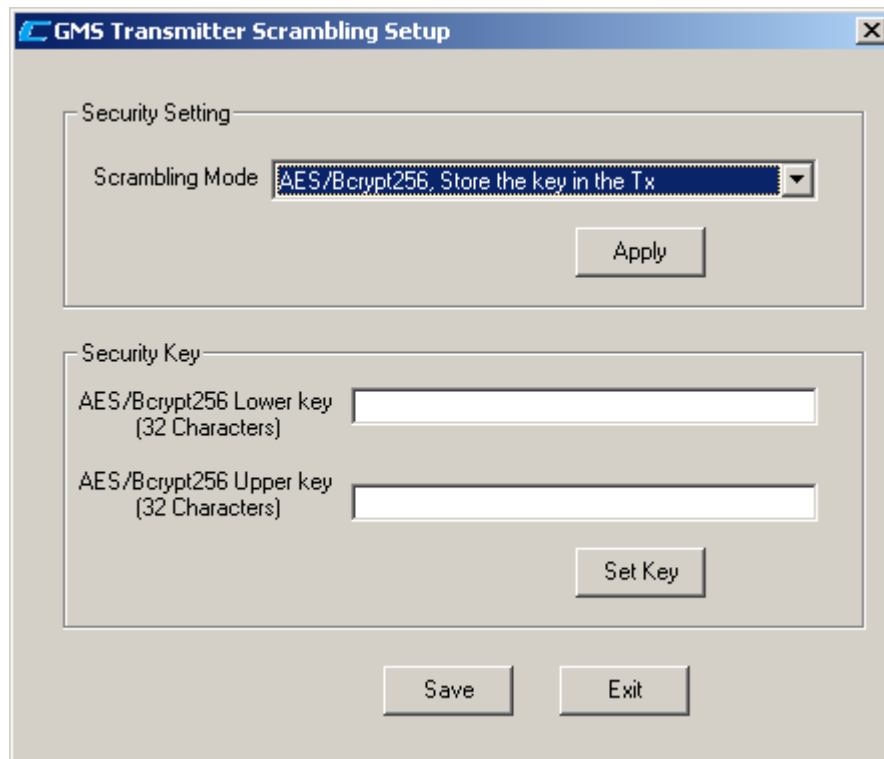 GMS Transmitter Scrambling Setup
Security Setting
Scrambling Mode
AES/Bcrypt256, Store the key in the Tx
Apply
Security Key
AES/Bcrypt256 Lower key
(32 Characters)
AES/Bcrypt256 Upper key
(32 Characters)
Set Key
Save
Exit